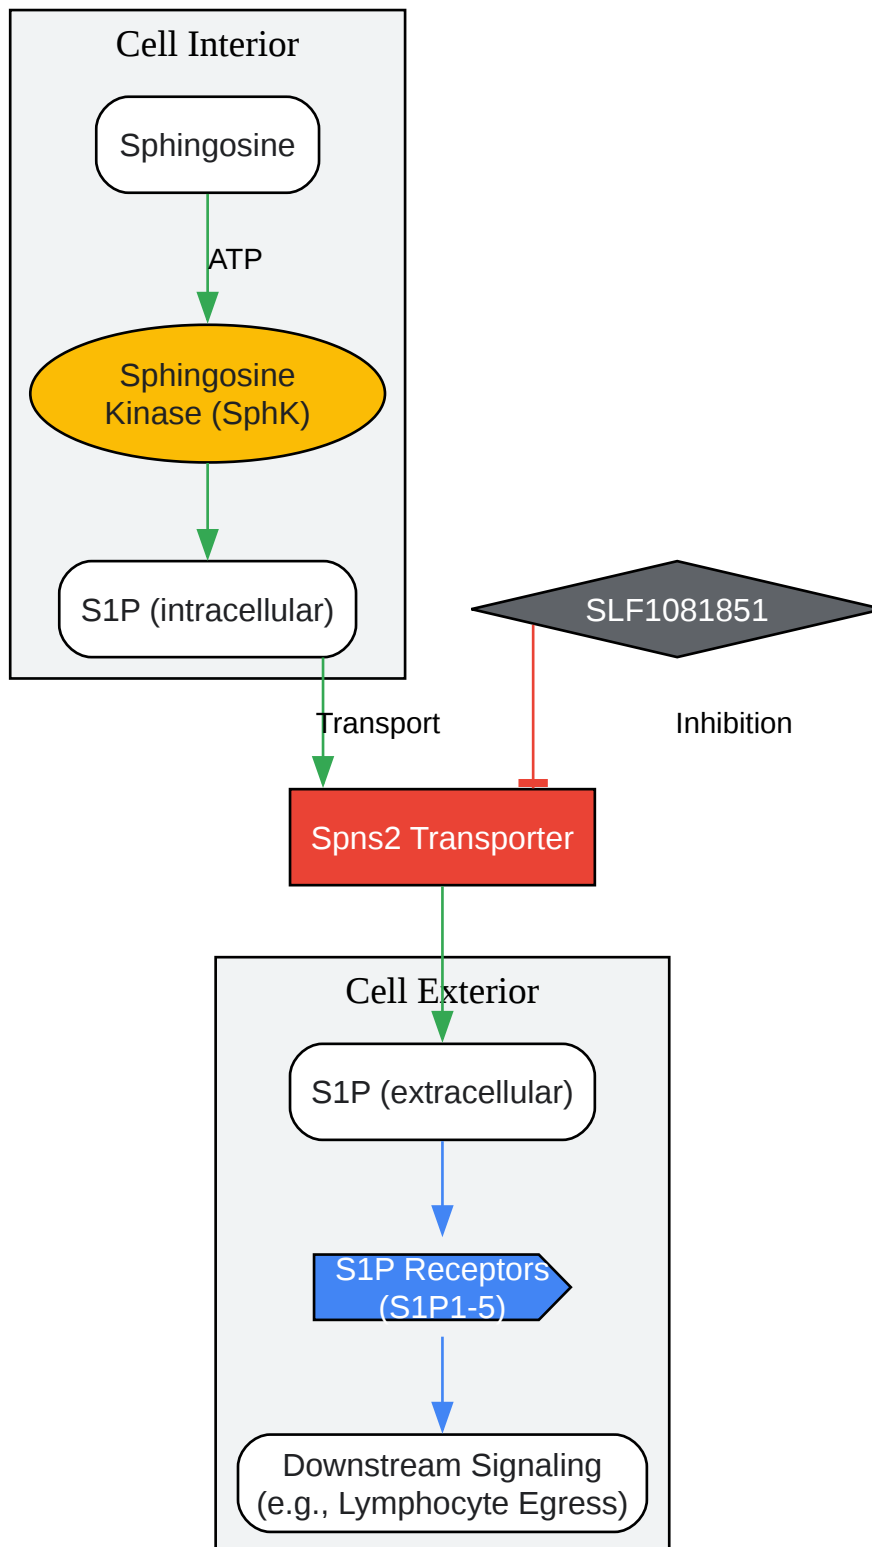 Cell Interior
Sphingosine
ATP
Sphingosine
Kinase (SphK)
S1P (intracellular)
SLF1081851
Transport
Inhibition
Spns2 Transporter
Cell Exterior
S1P (extracellular)
S1P Receptors
(S1P1-5)
Downstream Signaling
(e.g., Lymphocyte Egress)